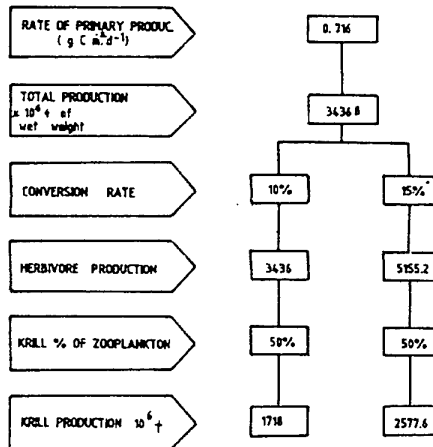 RATE OF PRIMARY PRODUC.
( g C m.² d⁻¹)
0.716
TOTAL PRODUCTION
x 10⁶ t of
wet weight
34368
CONVERSION RATE
10%
15%
HERBIVORE PRODUCTION
3436
5155.2
KRILL % OF ZOOPLANKTON
50%
50%
KRILL PRODUCTION 10⁶ t
1718
2577.6